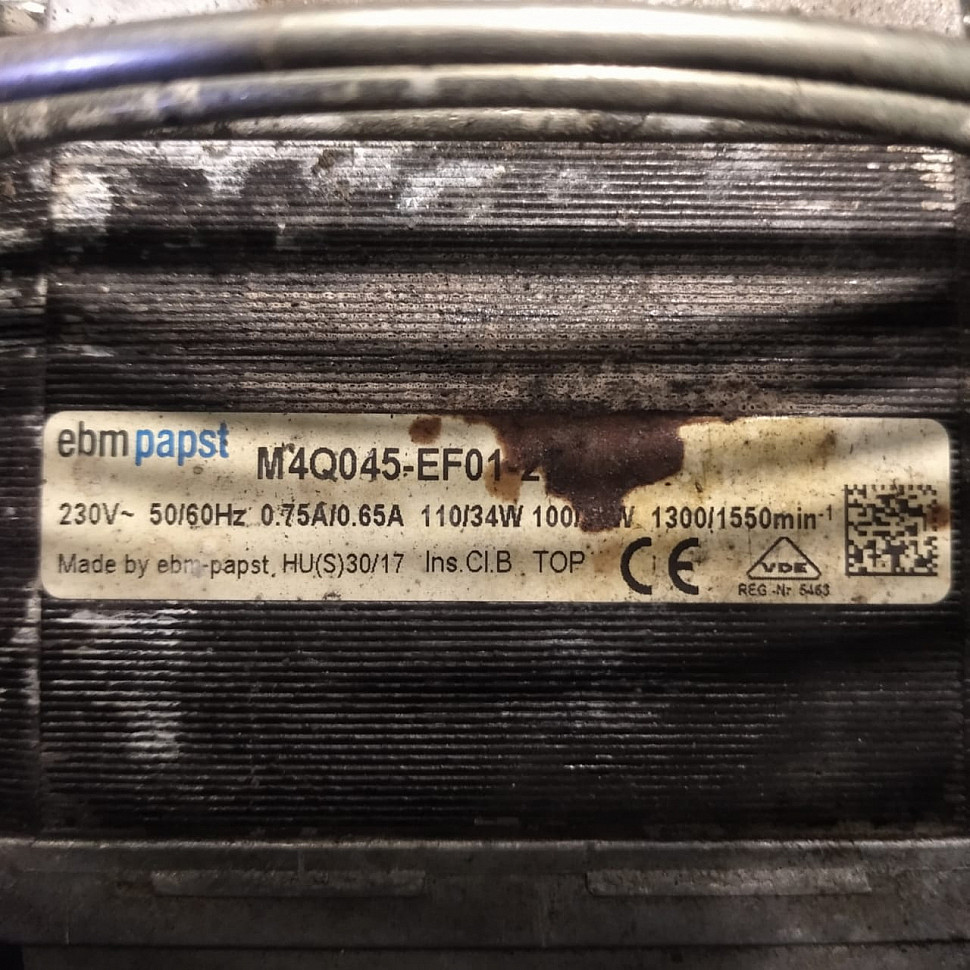 ebmpapst
M4Q045-EF01-
230V~ 50/60Hz 0.75A/0.65A 110/34W 1300/1550min-1
Made by ebm-papst, HU(S)30/17 Ins.Cl.B TOP CE VDE
REG.-Nr. 5463